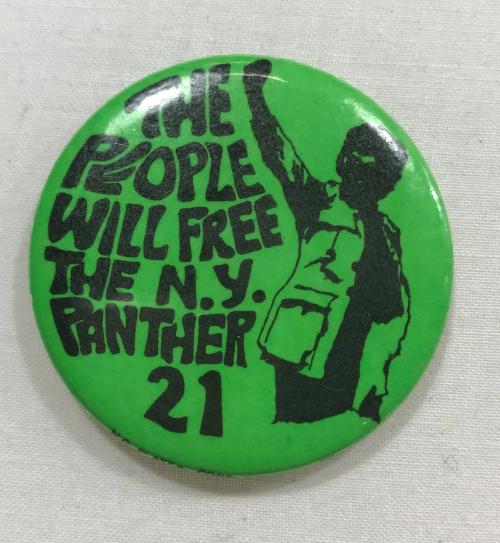 THE
PEOPLE
WILL FREE
THE N.Y.
PANTHER
21